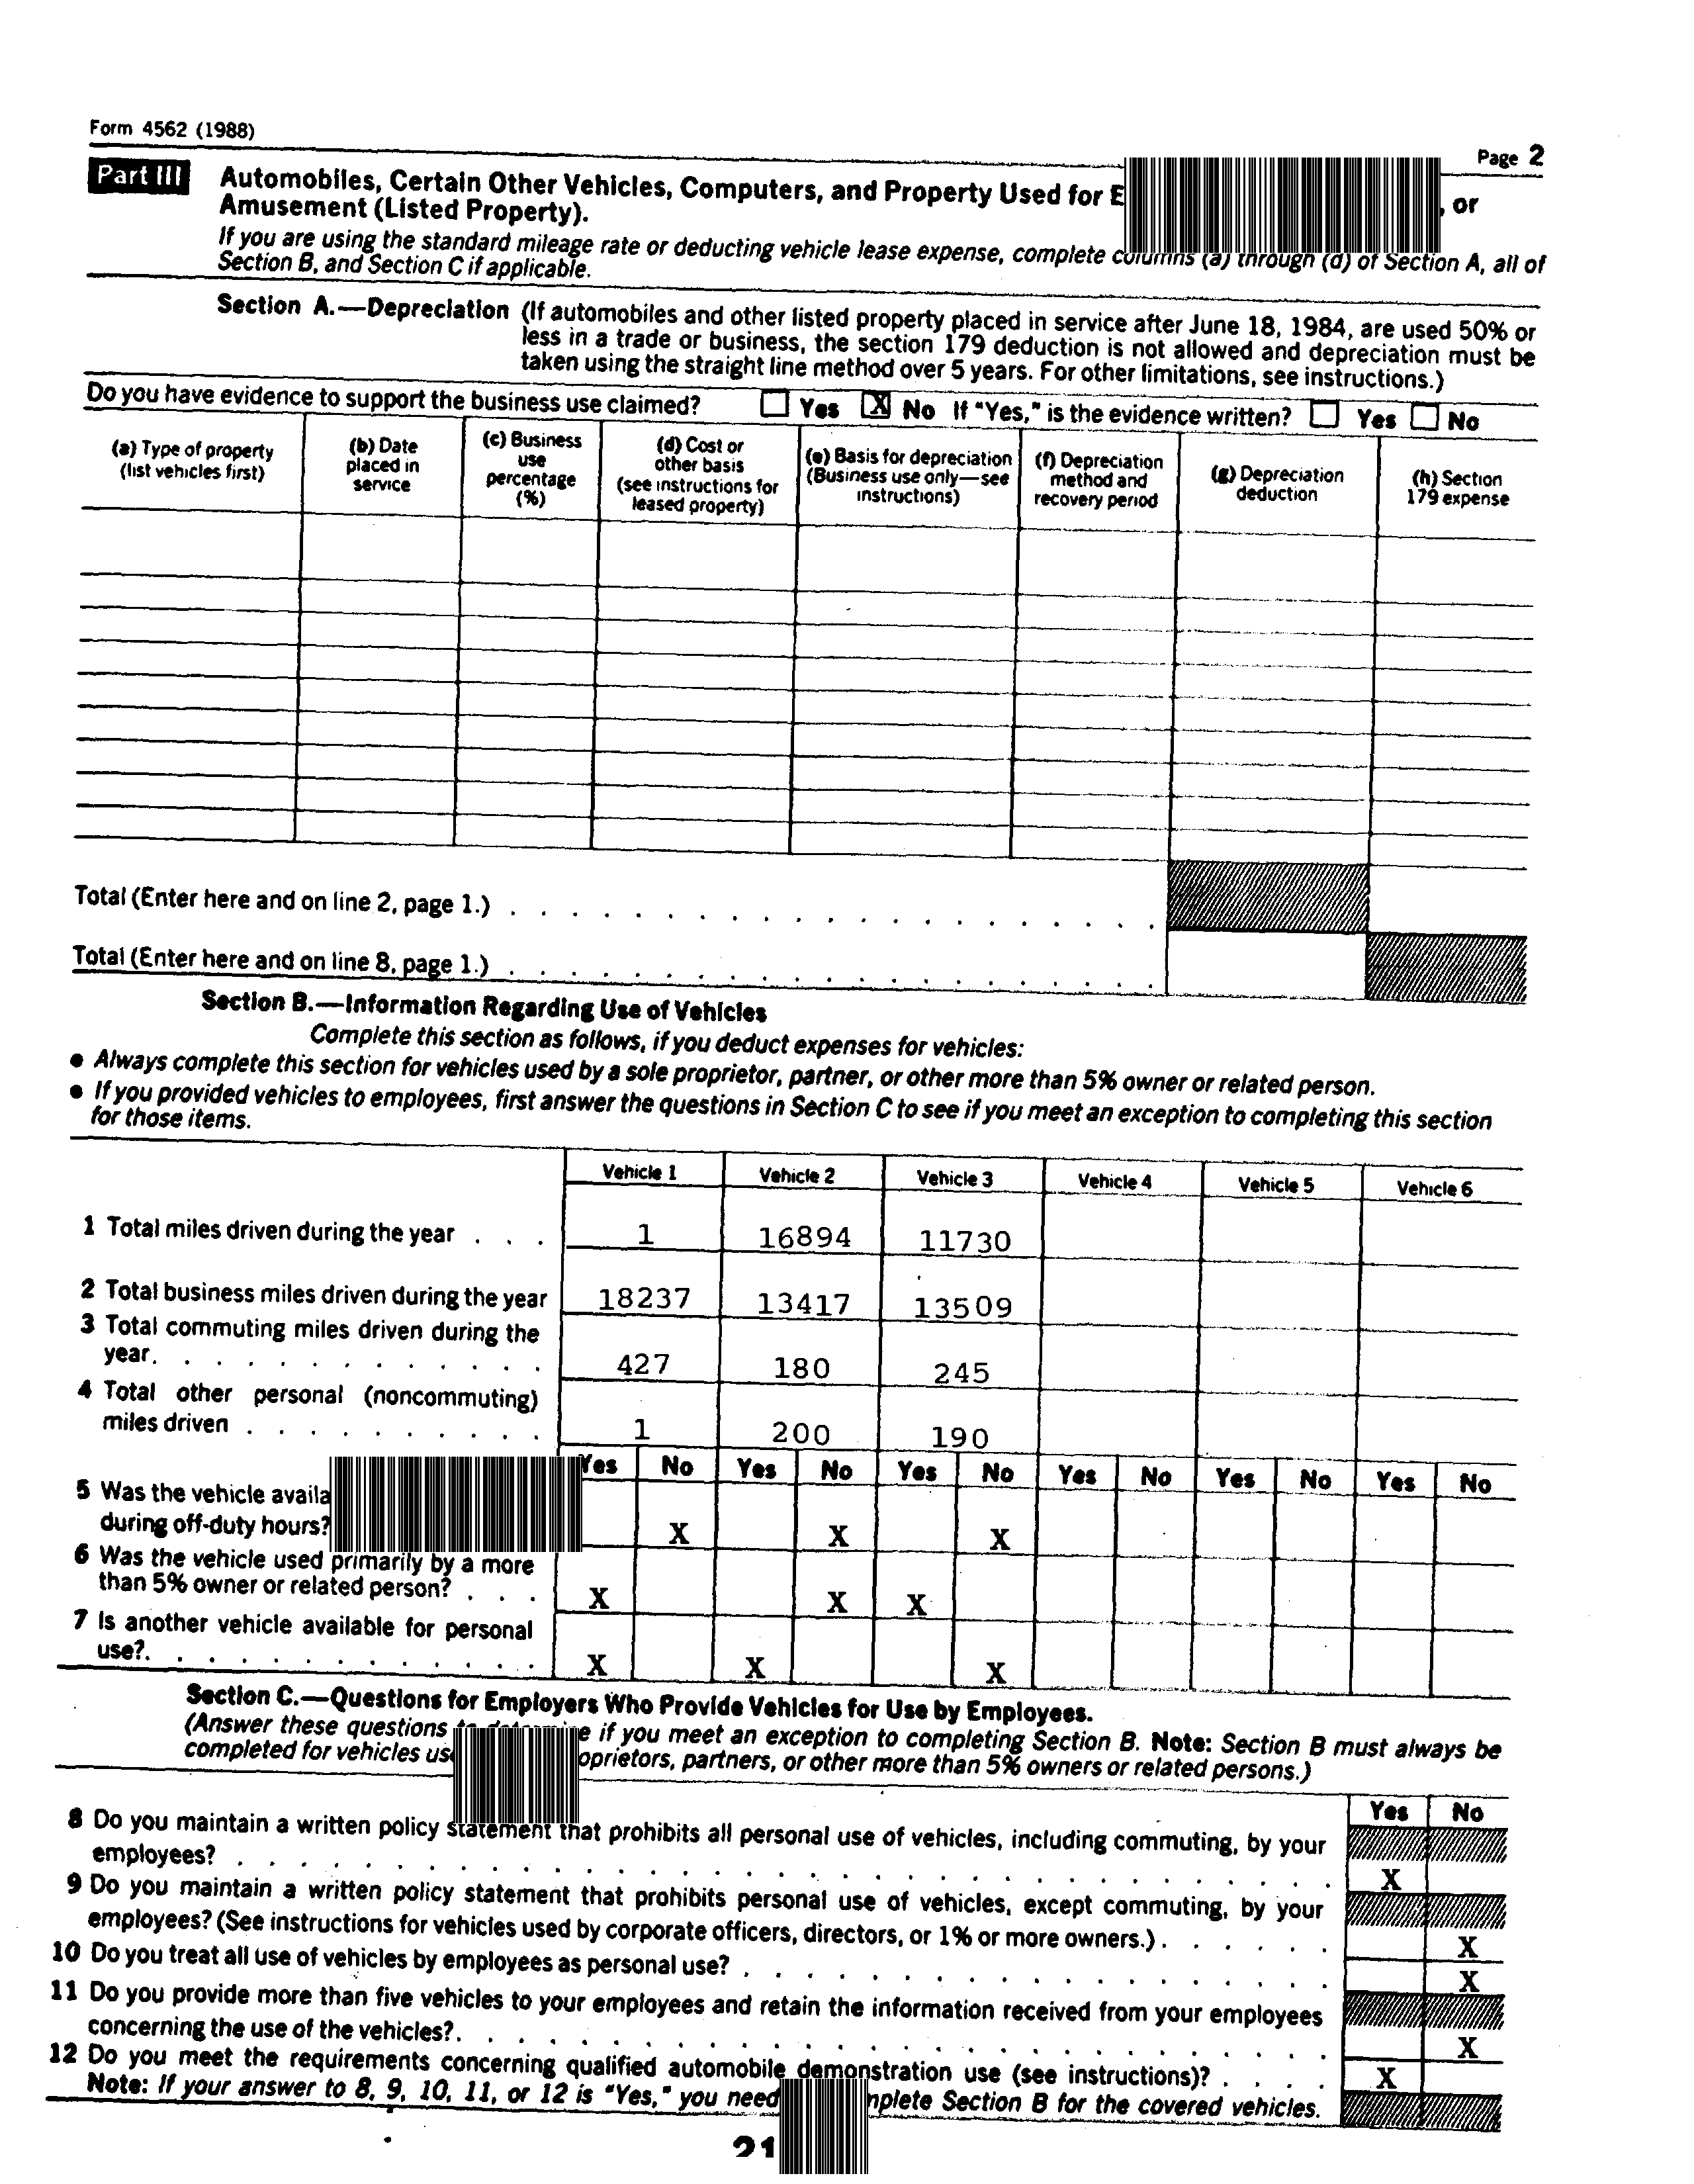 Form 4562 (1988)
Page 2
Part III Automobiles, Certain Other Vehicles, Computers, and Property Used for E , or
Amusement (Listed Property).
If you are using the standard mileage rate or deducting vehicle lease expense, complete columns (a) through (d) of Section A, all of
Section B, and Section C if applicable.
Section A.—Depreciation (If automobiles and other listed property placed in service after June 18, 1984, are used 50% or
less in a trade or business, the section 179 deduction is not allowed and depreciation must be
taken using the straight line method over 5 years. For other limitations, see instructions.)
Do you have evidence to support the business use claimed? Yes X No If "Yes," is the evidence written? Yes No
(a) Type of property
(list vehicles first)
(b) Date
placed in
service
(c) Business
use
percentage
(%)
(d) Cost or
other basis
(see instructions for
leased property)
(e) Basis for depreciation
(Business use only—see
instructions)
(f) Depreciation
method and
recovery period
(g) Depreciation
deduction
(h) Section
179 expense
Total (Enter here and on line 2, page 1.) . . . . . . . . . . . . . . . . . . . . .
Total (Enter here and on line 8, page 1.) . . . . . . . . . . . . . . . . . . . . .
Section B.—Information Regarding Use of Vehicles
Complete this section as follows, if you deduct expenses for vehicles:
● Always complete this section for vehicles used by a sole proprietor, partner, or other more than 5% owner or related person.
● If you provided vehicles to employees, first answer the questions in Section C to see if you meet an exception to completing this section
for those items.
Vehicle 1 Vehicle 2 Vehicle 3 Vehicle 4 Vehicle 5 Vehicle 6
1 Total miles driven during the year . . . 1 16894 11730
2 Total business miles driven during the year 18237 13417 13509
3 Total commuting miles driven during the
year. . . . . . . . . . . . . 427 180 245
4 Total other personal (noncommuting)
miles driven . . . . . . . . . . 1 200 190
Yes No Yes No Yes No Yes No Yes No Yes No
5 Was the vehicle availa
during off-duty hours? X X X
6 Was the vehicle used primarily by a more
than 5% owner or related person? . . . X X X
7 Is another vehicle available for personal
use?. . . . . . . . . . . . . X X X
Section C.—Questions for Employers Who Provide Vehicles for Use by Employees.
(Answer these questions to determine if you meet an exception to completing Section B. Note: Section B must always be
completed for vehicles us oprietors, partners, or other more than 5% owners or related persons.)
Yes No
8 Do you maintain a written policy statement that prohibits all personal use of vehicles, including commuting, by your
employees? . . . . . . . . . . . . . . . . . . . . . . . . . . . . . . . . . . . X
9 Do you maintain a written policy statement that prohibits personal use of vehicles, except commuting, by your
employees? (See instructions for vehicles used by corporate officers, directors, or 1% or more owners.) . . . . . . X
10 Do you treat all use of vehicles by employees as personal use? . . . . . . . . . . . . . . . . . . . X
11 Do you provide more than five vehicles to your employees and retain the information received from your employees
concerning the use of the vehicles?. . . . . . . . . . . . . . . . . . . . . . . . . . . . X
12 Do you meet the requirements concerning qualified automobile demonstration use (see instructions)? . . . . X
Note: If your answer to 8, 9, 10, 11, or 12 is "Yes," you need mplete Section B for the covered vehicles.
21